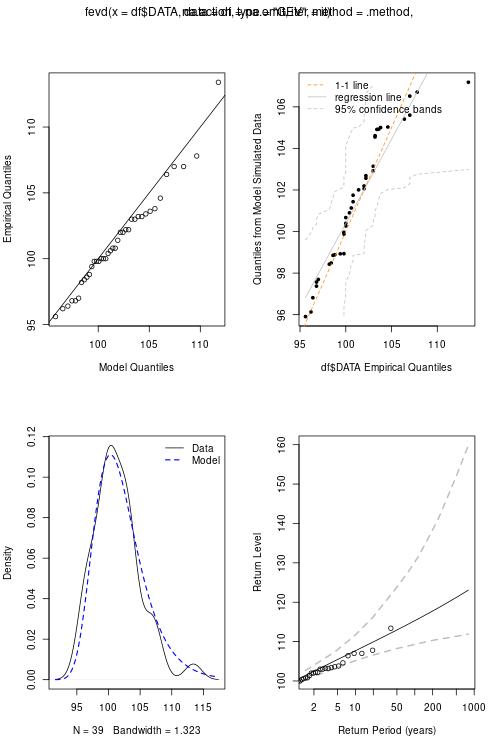 fevd(x = df$DATA, data = df, type = "GEV", method = .method,
Empirical Quantiles
95 100 105 110
100 105 110
Model Quantiles
1-1 line
regression line
95% confidence bands
Quantiles from Model Simulated Data
96 98 100 102 104 106
95 100 105 110
df$DATA Empirical Quantiles
Data
Model
Density
0.00 0.02 0.04 0.06 0.08 0.10 0.12
95 100 105 110 115
N = 39 Bandwidth = 1.323
Return Level
100 110 120 130 140 150 160
2 5 10 50 200 1000
Return Period (years)